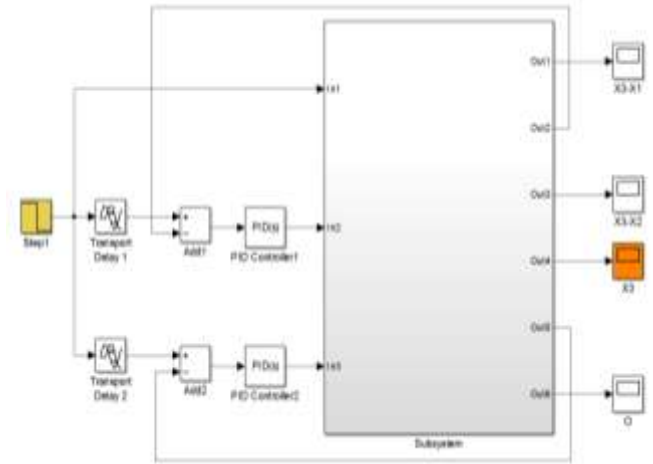 Out1
X3-X1
In1
Out2
Out3
X3-X2
Step1
Transport
Delay 1
+
−
Add1
PID(s)
PID Controller1
In2
Out4
X3
Out5
Transport
Delay 2
+
−
Add2
PID(s)
PID Controller2
In3
Out6
O
Subsystem